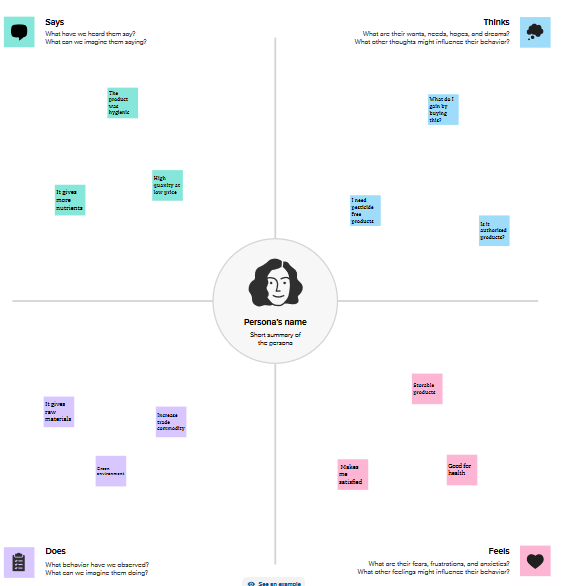 Says
What have we heard them say?
What can we imagine them saying?
Thinks
What are their wants, needs, hopes, and dreams?
What other thoughts might influence their behavior?
The
product
was
hygienic
It gives
more
nutrients
High
quantity at
low price
What do I
gain by
buying
this?
I need
pesticide
free
products
Is it
authorised
products?
Persona's name
Short summary of
the persona
It gives
raw
materials
Increase
trade
commodity
Green
environment
Storable
products
Makes
me
satisfied
Good for
health
Does
What behavior have we observed?
What can we imagine them doing?
Feels
What are their fears, frustrations, and anxieties?
What other feelings might influence their behavior?
See an example